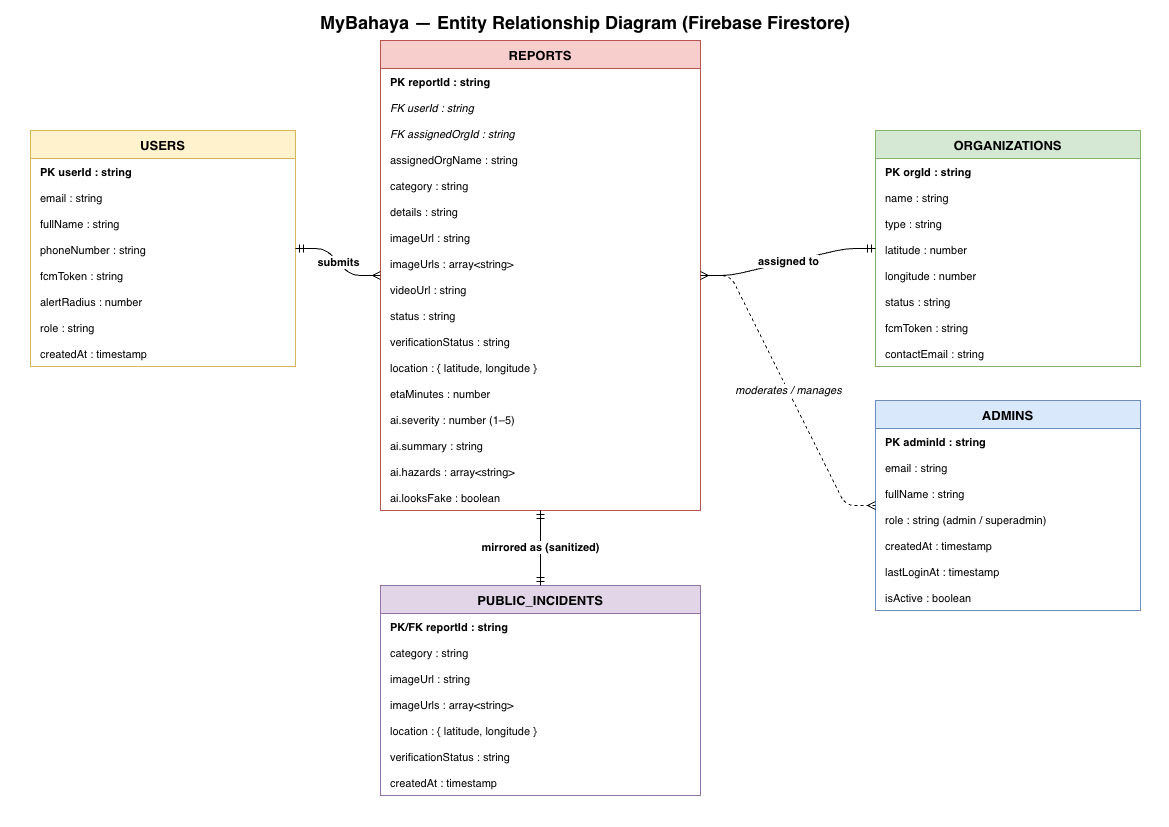 MyBahaya — Entity Relationship Diagram (Firebase Firestore)
REPORTS
PK reportId : string
FK userId : string
FK assignedOrgId : string
assignedOrgName : string
category : string
details : string
imageUrl : string
imageUrls : array<string>
videoUrl : string
status : string
verificationStatus : string
location : { latitude, longitude }
etaMinutes : number
ai.severity : number (1–5)
ai.summary : string
ai.hazards : array<string>
ai.looksFake : boolean
USERS
PK userId : string
email : string
fullName : string
phoneNumber : string
fcmToken : string
alertRadius : number
role : string
createdAt : timestamp
submits
ORGANIZATIONS
PK orgId : string
name : string
type : string
latitude : number
longitude : number
status : string
fcmToken : string
contactEmail : string
assigned to
moderates / manages
ADMINS
PK adminId : string
email : string
fullName : string
role : string (admin / superadmin)
createdAt : timestamp
lastLoginAt : timestamp
isActive : boolean
mirrored as (sanitized)
PUBLIC_INCIDENTS
PK/FK reportId : string
category : string
imageUrl : string
imageUrls : array<string>
location : { latitude, longitude }
verificationStatus : string
createdAt : timestamp